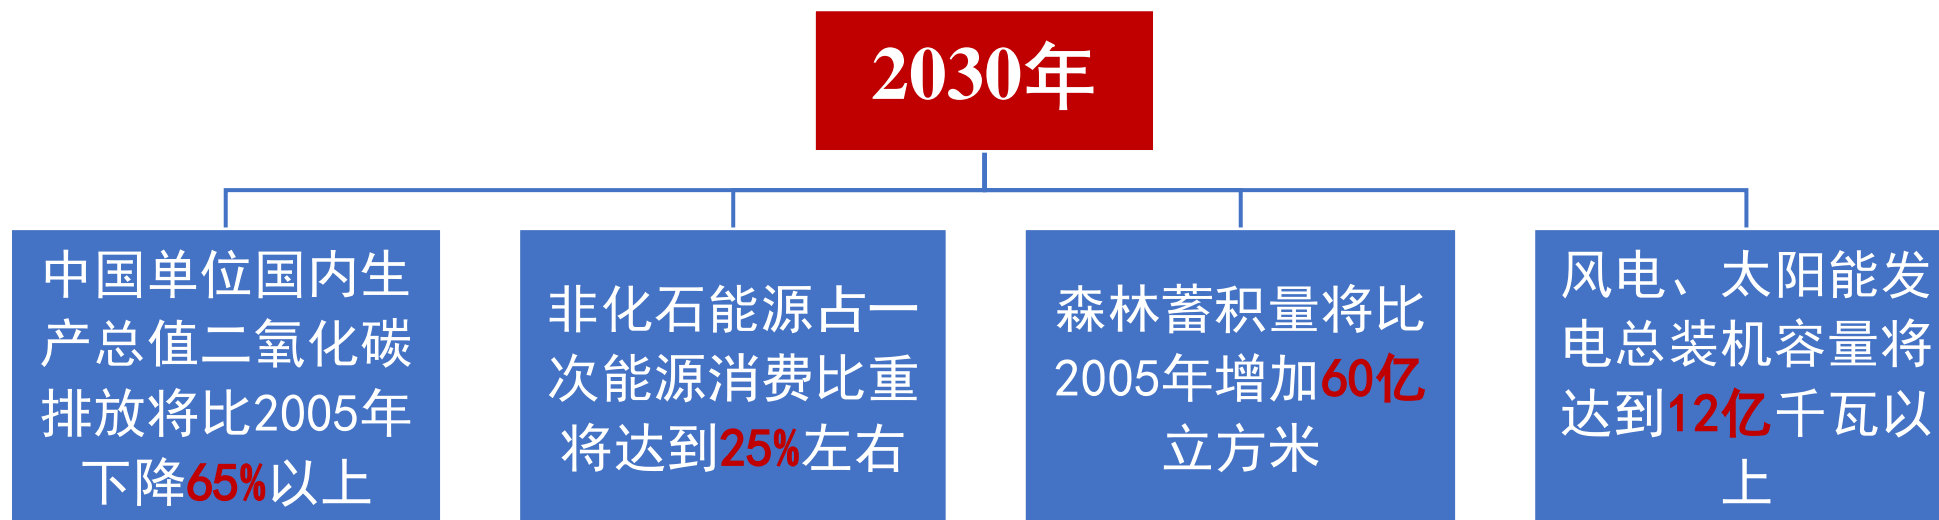 2030年
中国单位国内生
产总值二氧化碳
排放将比2005年
下降65%以上
非化石能源占一
次能源消费比重
将达到25%左右
森林蓄积量将比
2005年增加60亿
立方米
风电、太阳能发
电总装机容量将
达到12亿千瓦以
上